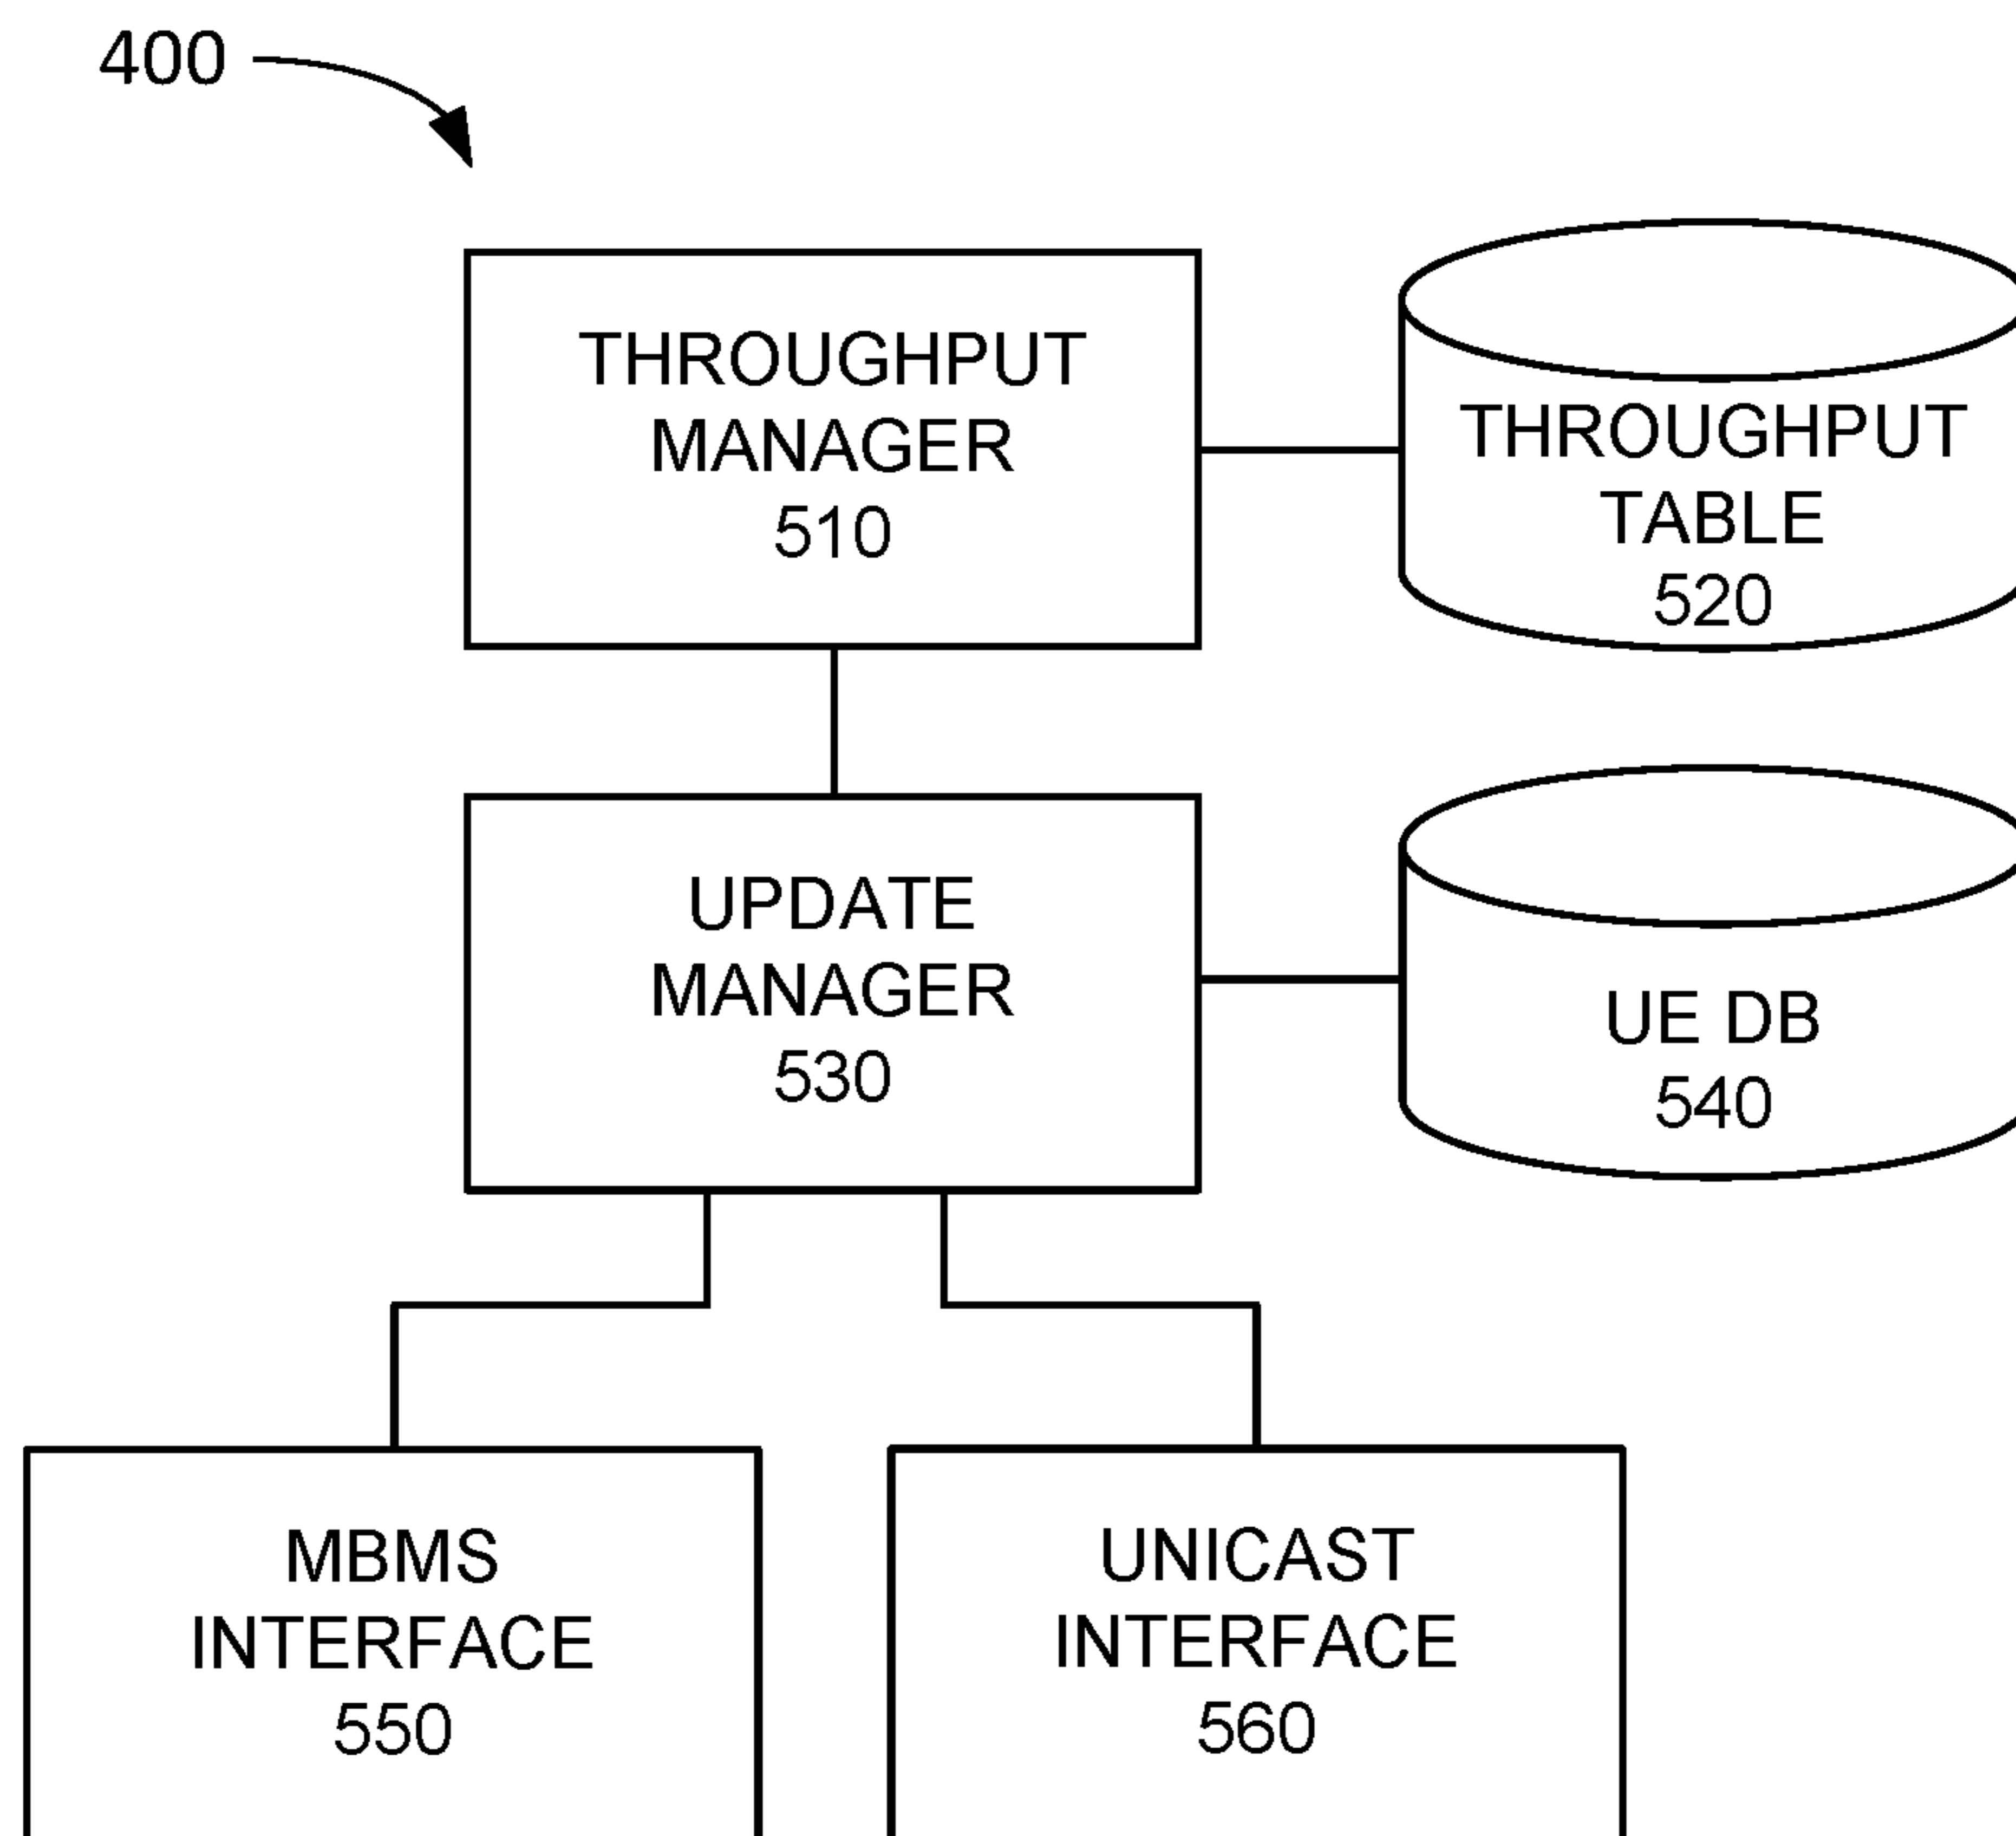 400
THROUGHPUT
MANAGER
510
THROUGHPUT
TABLE
520
UPDATE
MANAGER
530
UE DB
540
MBMS
INTERFACE
550
UNICAST
INTERFACE
560